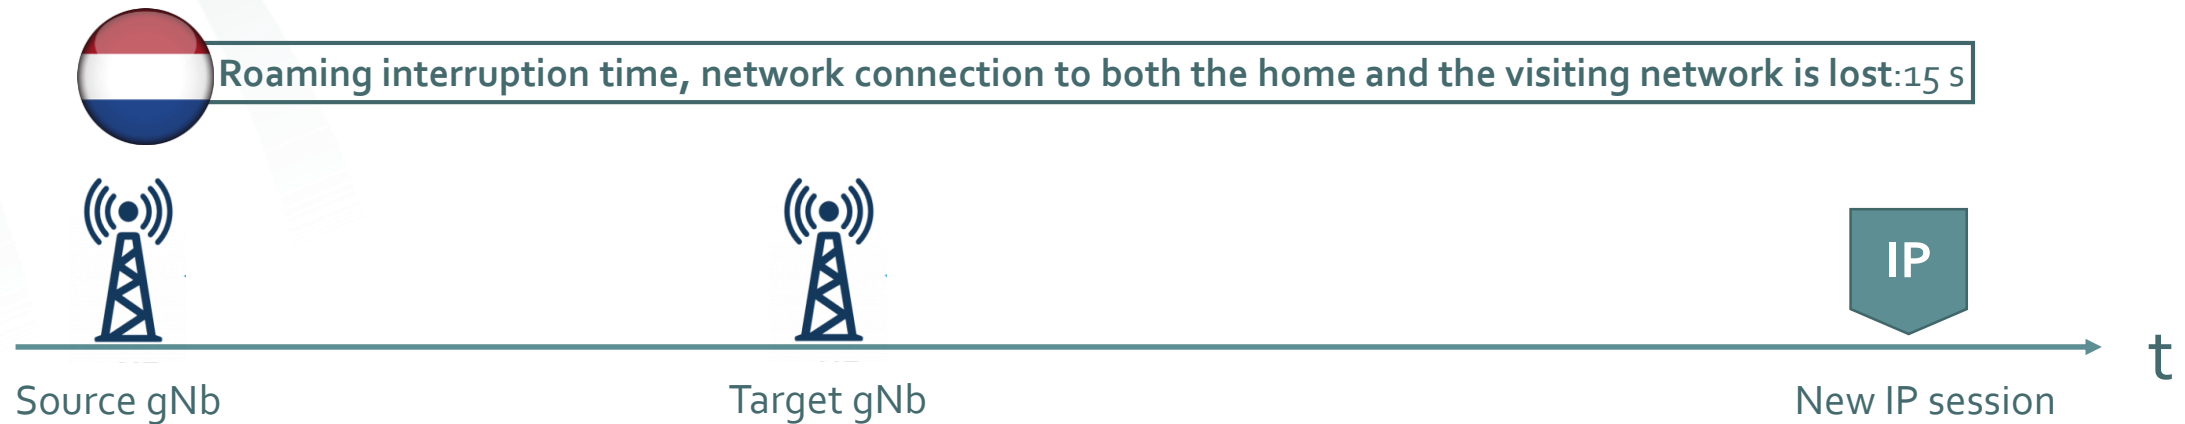 Roaming interruption time, network connection to both the home and the visiting network is lost:15 s
IP
t
Source gNb
Target gNb
New IP session